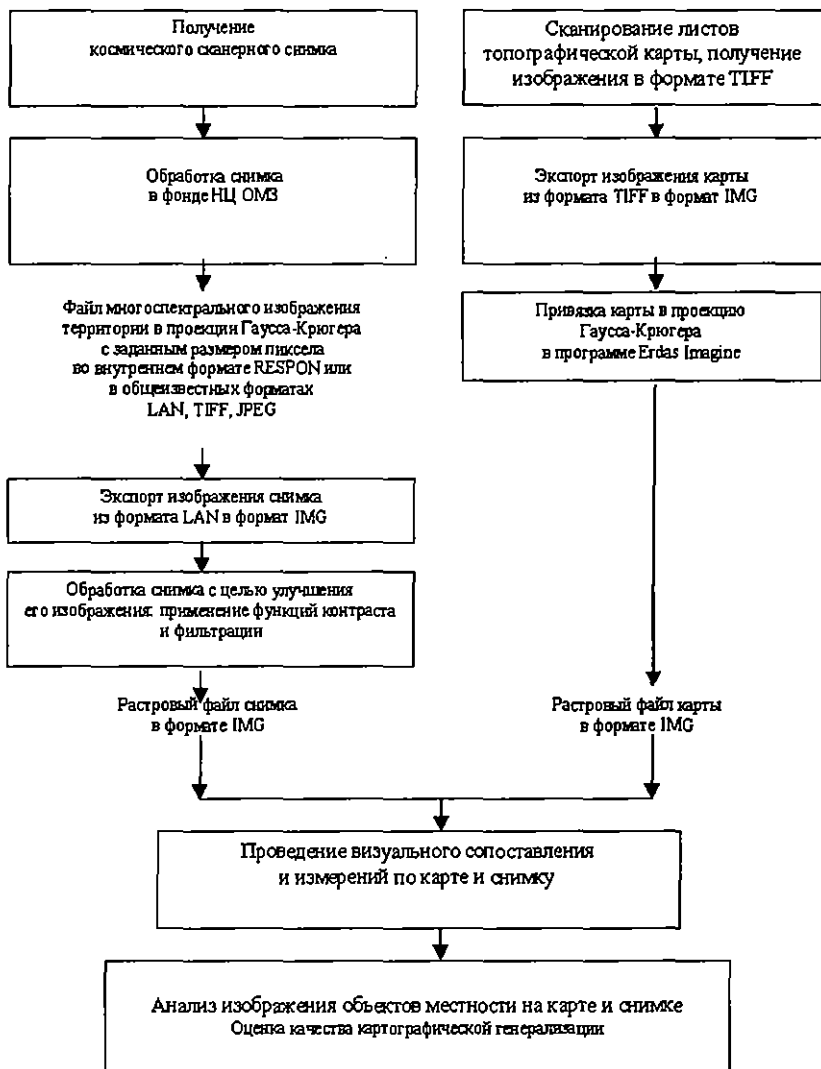 Получение
космического сканерного снимка
Сканирование листов
топографической карты, получение
изображения в формате TIFF
Обработка снимка
в фонде НЦ ОМЗ
Экспорт изображения карты
из формата TIFF в формат IMG
Файл многоспектрального изображения
территории в проекции Гаусса-Крюгера
с заданным размером пиксела
во внутреннем формате RESPON или
в общеизвестных форматах
LAN, TIFF, JPEG
Привязка карты в проекцию
Гаусса-Крюгера
в программе Erdas Imagine
Экспорт изображения снимка
из формата LAN в формат IMG
Обработка снимка с целью улучшения
его изображения: применение функций контраста
и фильтрации
Растровый файл снимка
в формате IMG
Растровый файл карты
в формате IMG
Проведение визуального сопоставления
и измерений по карте и снимку
Анализ изображения объектов местности на карте и снимке
Оценка качества картографической генерализации